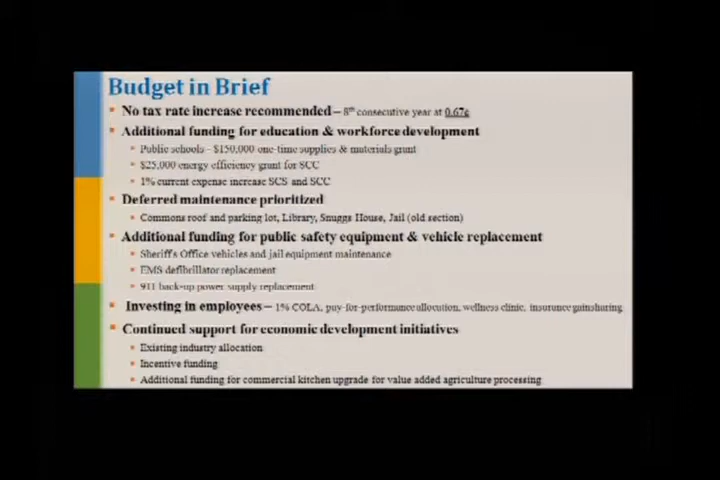 Budget in Brief
No tax rate increase recommended – 8th consecutive year at 0.67¢
Additional funding for education & workforce development
Public schools - $150,000 one-time supplies & materials grant
$25,000 energy efficiency grant for SCC
1% current expense increase SCS and SCC
Deferred maintenance prioritized
Commons roof and parking lot, Library, Snuggs House, Jail (old section)
Additional funding for public safety equipment & vehicle replacement
Sheriff's Office vehicles and jail equipment maintenance
EMS defibrillator replacement
911 back-up power supply replacement
Investing in employees – 1% COLA, pay-for-performance allocation, wellness clinic, insurance gainsharing
Continued support for economic development initiatives
Existing industry allocation
Incentive funding
Additional funding for commercial kitchen upgrade for value added agriculture processing